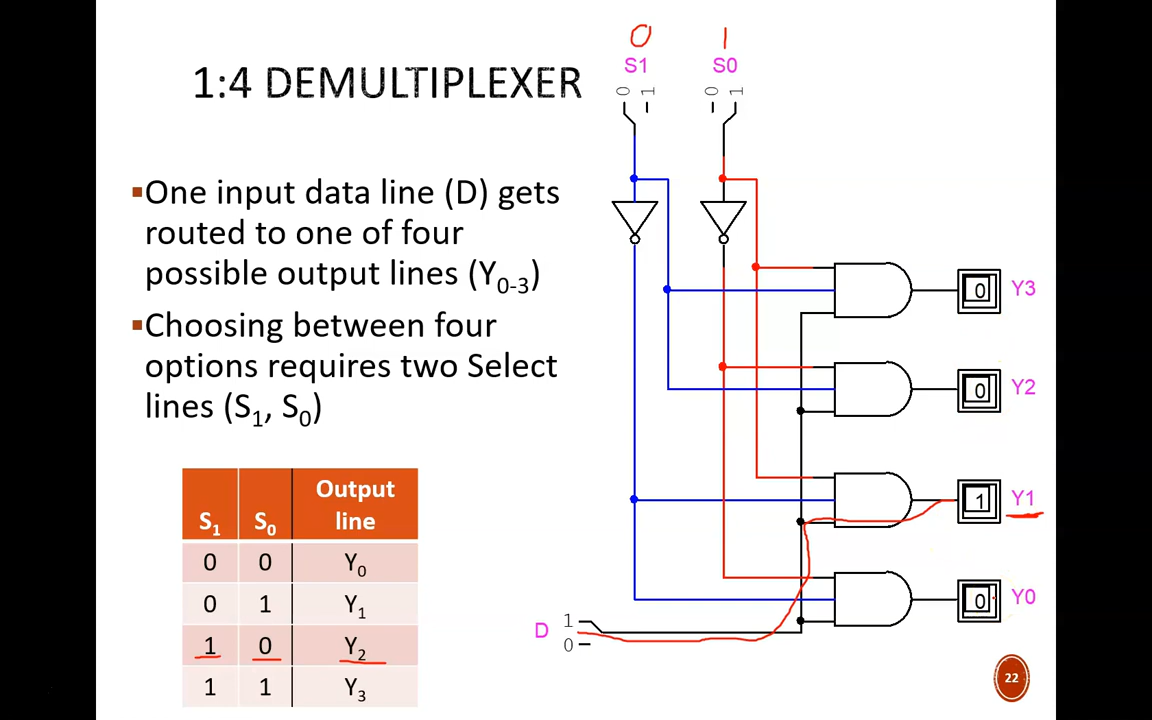 0 1
S1 S0
0 1 0 1
1:4 DEMULTIPLEXER
▪One input data line (D) gets
routed to one of four
possible output lines (Y0-3)
▪Choosing between four
options requires two Select
lines (S1, S0)
0 Y3
0 Y2
1 Y1
0 Y0
D 1
0
S1 S0 Output line
0 0 Y0
0 1 Y1
1 0 Y2
1 1 Y3
22